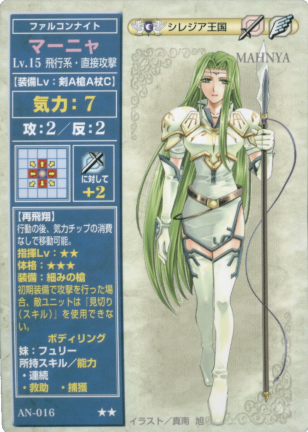 ファルコンナイト
マーニャ
Lv.15 飛行系・直接攻撃
[装備Lv:剣A槍A杖C]
気力:7
攻:2/反:2
に対して
+2
【再飛翔】
行動の後、気力チップの消費
なしで移動可能。
指揮Lv:★★
体格:★★★
装備:細みの槍
初期装備で攻撃を行った場
合、敵ユニットは「見切り
(スキル)」を使用できな
い。
ボディリング
妹:フュリー
所持スキル/能力
・連続
・救助 ・捕獲
AN-016 ★★
シレジア王国
MAHNYA
イラスト/真南 旭